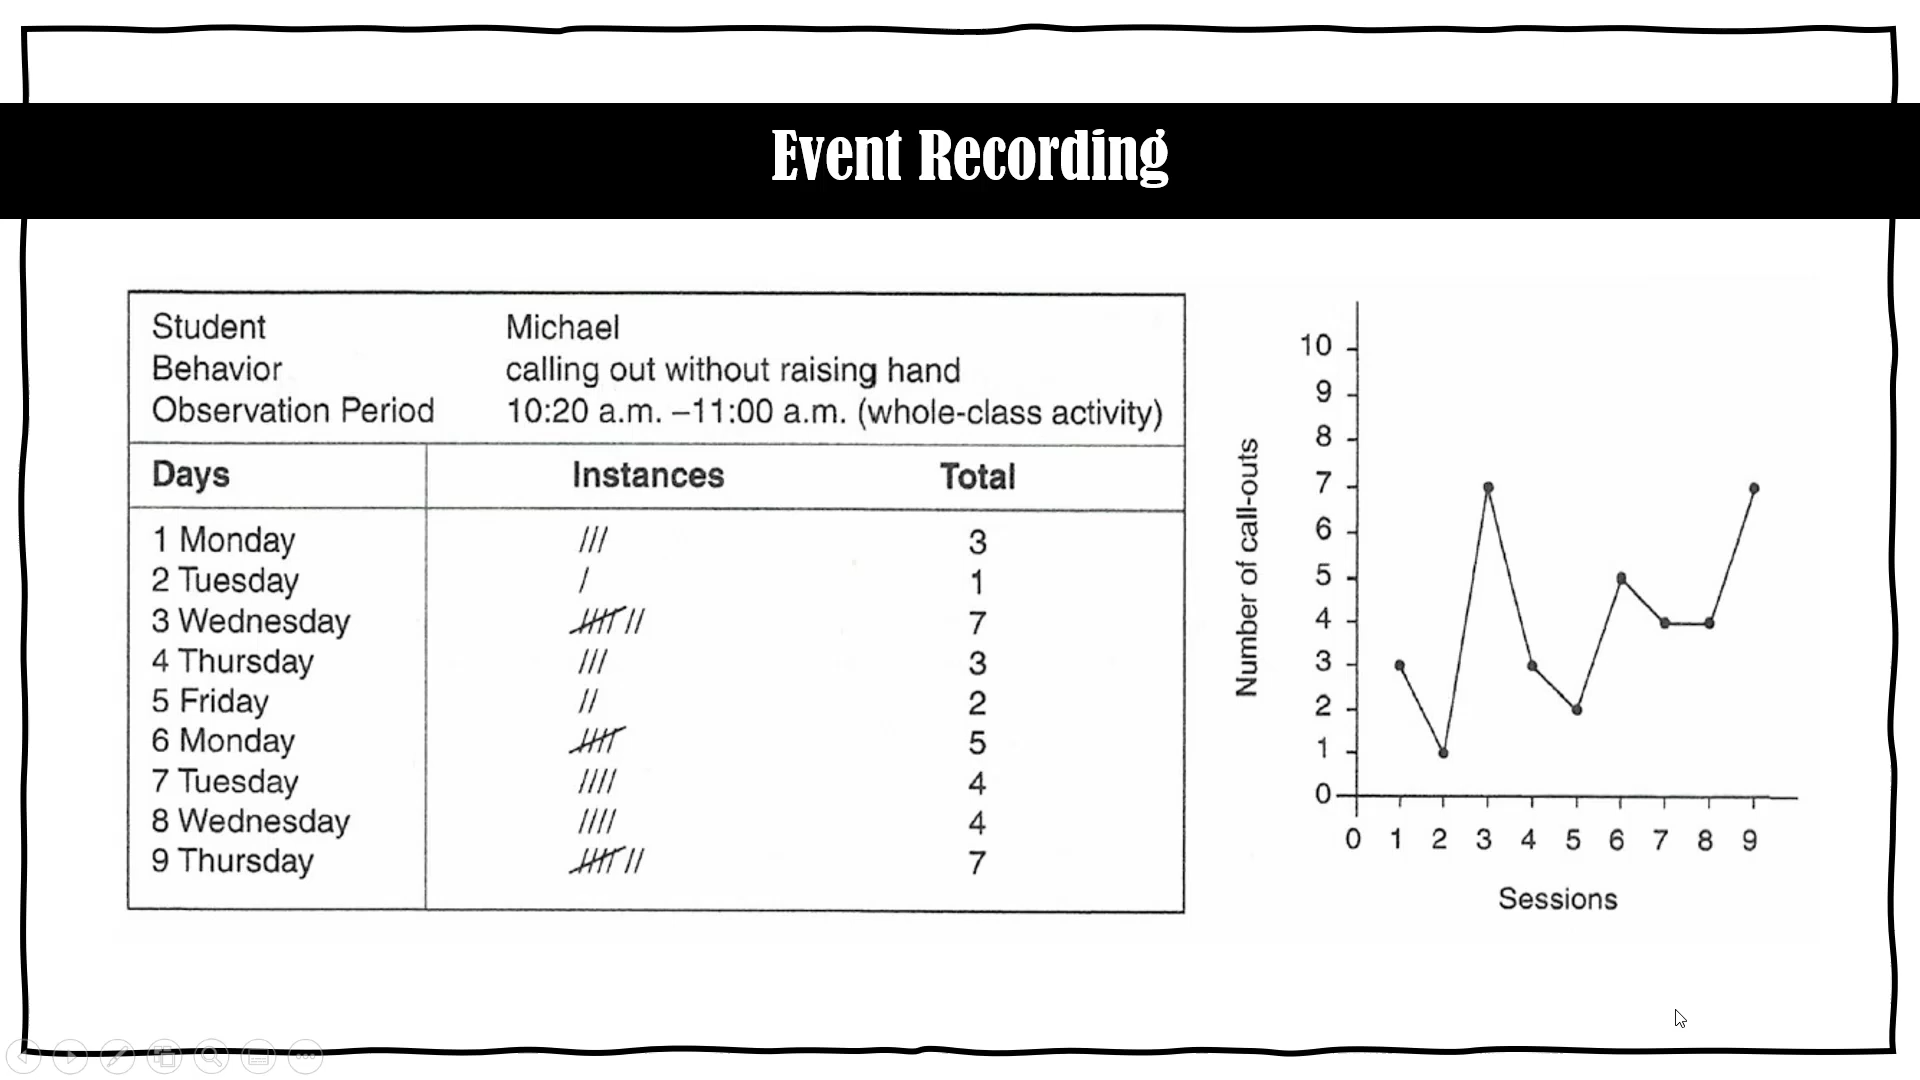 Event Recording
Student Michael
Behavior calling out without raising hand
Observation Period 10:20 a.m. –11:00 a.m. (whole-class activity)
Days Instances Total
1 Monday /// 3
2 Tuesday / 1
3 Wednesday //// // 7
4 Thursday /// 3
5 Friday // 2
6 Monday //// 5
7 Tuesday //// 4
8 Wednesday //// 4
9 Thursday //// // 7
Number of call-outs
10
9
8
7
6
5
4
3
2
1
0
0 1 2 3 4 5 6 7 8 9
Sessions